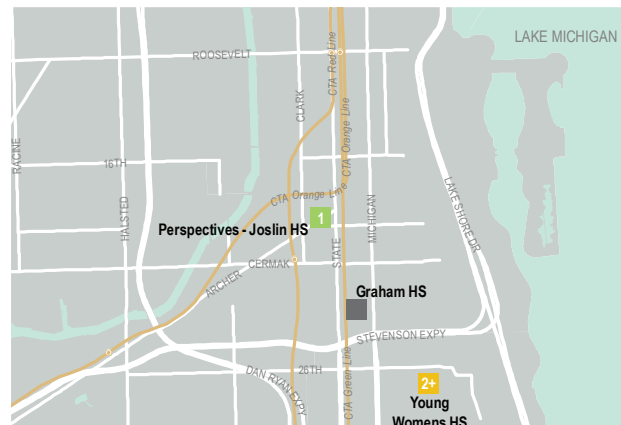 LAKE MICHIGAN
ROOSEVELT
CTA Red Line
CLARK
CTA Orange Line
RACINE
16TH
CTA Orange Line
LAKE SHORE DR
HALSTED
1
MICHIGAN
Perspectives - Joslin HS
STATE
CERMAK
ARCHER
Graham HS
STEVENSON EXPY
26TH
DAN RYAN EXPY
CTA Green Line
2+
Young
Womens HS